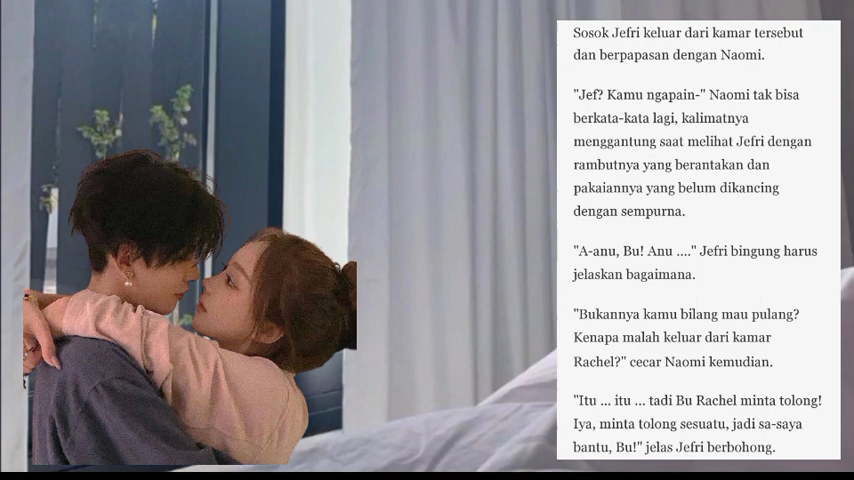 Sosok Jefri keluar dari kamar tersebut
dan berpapasan dengan Naomi.
"Jef? Kamu ngapain-" Naomi tak bisa
berkata-kata lagi, kalimatnya
menggantung saat melihat Jefri dengan
rambutnya yang berantakan dan
pakaiannya yang belum dikancing
dengan sempurna.
"A-anu, Bu! Anu ...." Jefri bingung harus
jelaskan bagaimana.
"Bukannya kamu bilang mau pulang?
Kenapa malah keluar dari kamar
Rachel?" cecar Naomi kemudian.
"Itu ... itu ... tadi Bu Rachel minta tolong!
Iya, minta tolong sesuatu, jadi sa-saya
bantu, Bu!" jelas Jefri berbohong.